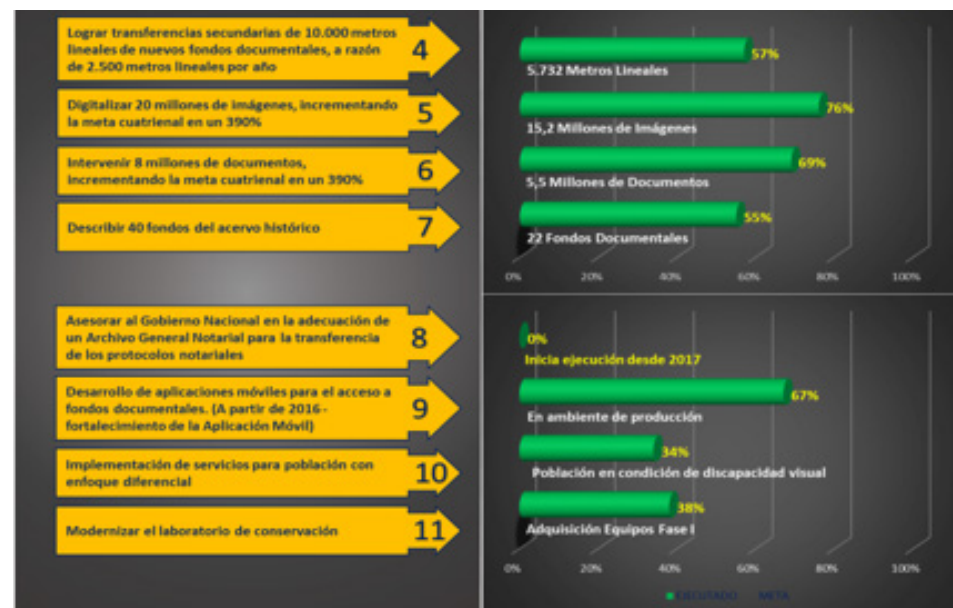 Lograr transferencias secundarias de 10.000 metros
lineales de nuevos fondos documentales, a razón
de 2.500 metros lineales por año
4
Digitalizar 20 millones de imágenes, incrementando
la meta cuatrienal en un 390%
5
Intervenir 8 millones de documentos,
incrementando la meta cuatrienal en un 390%
6
Describir 40 fondos del acervo histórico
7
57%
5.732 Metros Lineales
76%
15,2 Millones de Imágenes
69%
5,5 Millones de Documentos
55%
22 Fondos Documentales
0% 20% 40% 60% 80% 100%
Asesorar al Gobierno Nacional en la adecuación de
un Archivo General Notarial para la transferencia
de los protocolos notariales
8
Desarrollo de aplicaciones móviles para el acceso a
fondos documentales. (A partir de 2016 -
fortalecimiento de la Aplicación Móvil)
9
Implementación de servicios para población con
enfoque diferencial
10
Modernizar el laboratorio de conservación
11
0%
Inicia ejecución desde 2017
67%
En ambiente de producción
34%
Población en condición de discapacidad visual
38%
Adquisición Equipos Fase I
0% 20% 40% 60% 80% 100%
EJECUTADO META